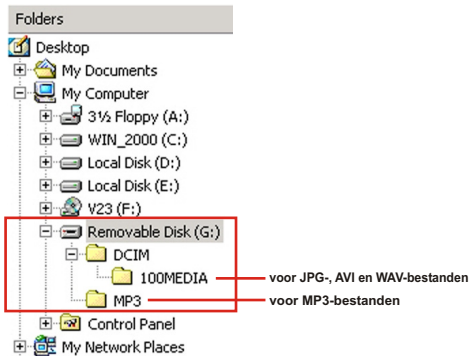 Folders
Desktop
My Documents
My Computer
3½ Floppy (A:)
WIN_2000 (C:)
Local Disk (D:)
Local Disk (E:)
V23 (F:)
Removable Disk (G:)
DCIM
100MEDIA voor JPG-, AVI en WAV-bestanden
MP3 voor MP3-bestanden
Control Panel
My Network Places